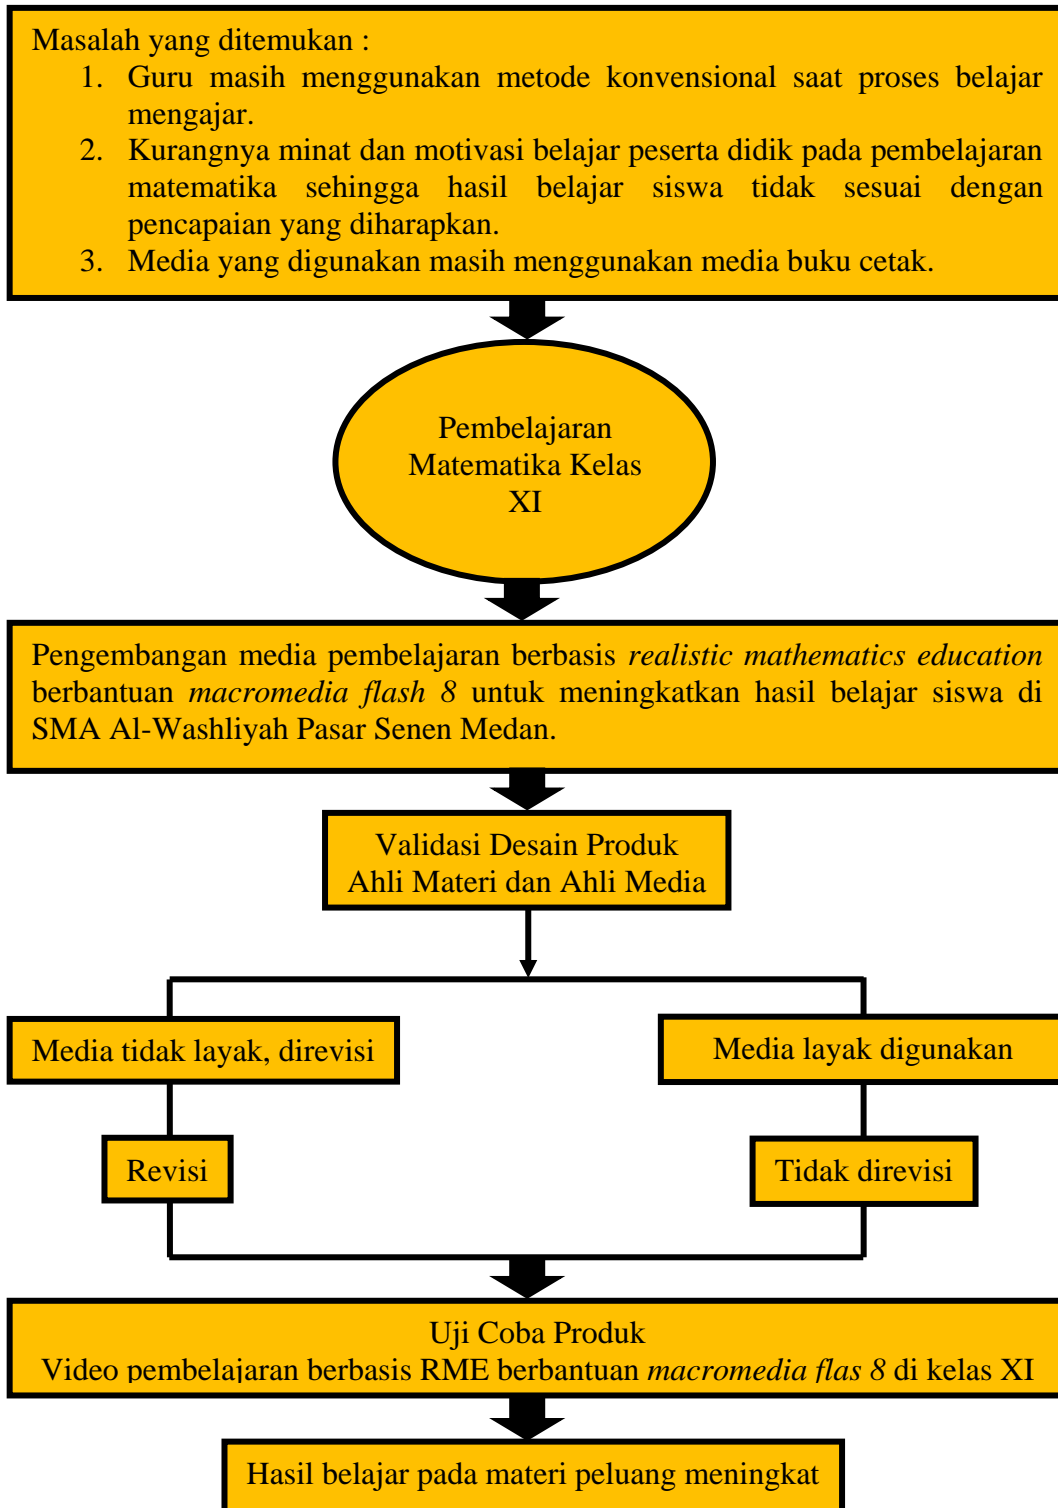 Masalah yang ditemukan :
1. Guru masih menggunakan metode konvensional saat proses belajar
mengajar.
2. Kurangnya minat dan motivasi belajar peserta didik pada pembelajaran
matematika sehingga hasil belajar siswa tidak sesuai dengan
pencapaian yang diharapkan.
3. Media yang digunakan masih menggunakan media buku cetak.
Pembelajaran
Matematika Kelas
XI
Pengembangan media pembelajaran berbasis realistic mathematics education
berbantuan macromedia flash 8 untuk meningkatkan hasil belajar siswa di
SMA Al-Washliyah Pasar Senen Medan.
Validasi Desain Produk
Ahli Materi dan Ahli Media
Media tidak layak, direvisi
Media layak digunakan
Revisi
Tidak direvisi
Uji Coba Produk
Video pembelajaran berbasis RME berbantuan macromedia flas 8 di kelas XI
Hasil belajar pada materi peluang meningkat